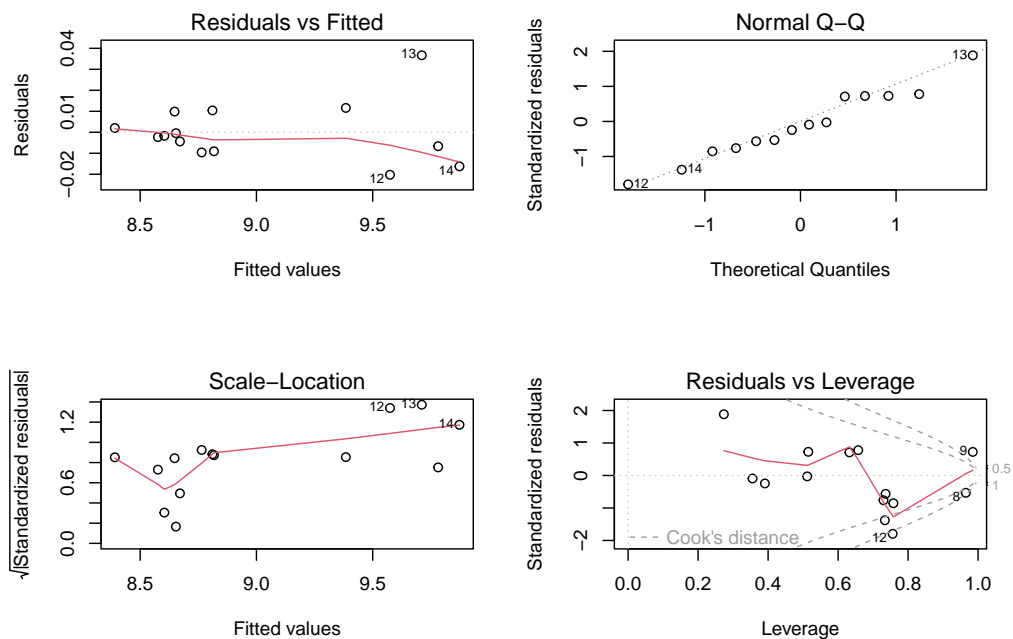 Residuals vs Fitted
Residuals
0.04
0.01
−0.02
13
12
14
8.5 9.0 9.5
Fitted values
Normal Q−Q
Standardized residuals
2
1
0
−1
13
14
12
−1 0 1
Theoretical Quantiles
Scale−Location
√|Standardized residuals|
1.2
0.6
0.0
12
13
14
8.5 9.0 9.5
Fitted values
Residuals vs Leverage
Standardized residuals
2
1
0
−2
9
0.5
1
8
12
Cook's distance
0.0 0.2 0.4 0.6 0.8 1.0
Leverage